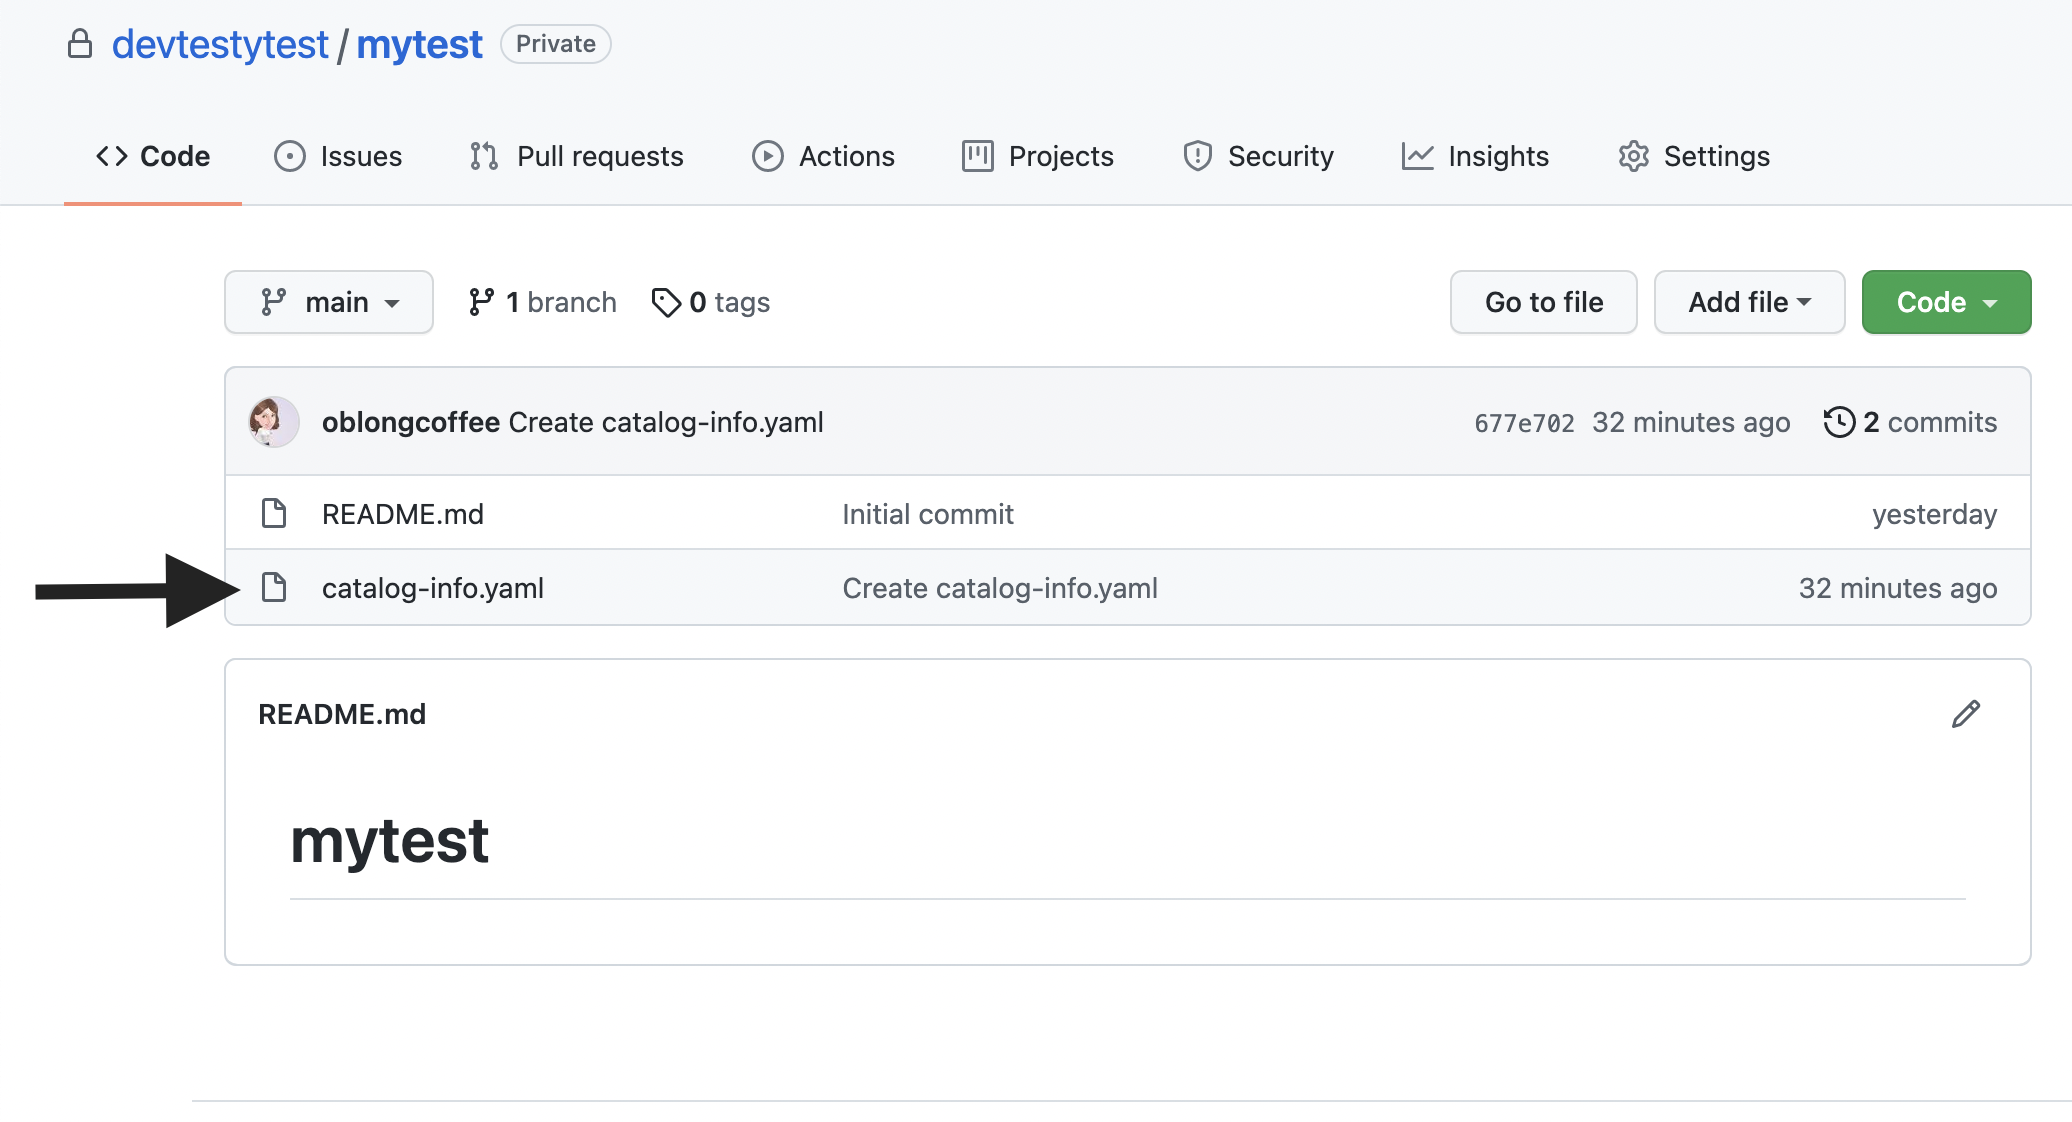 devtestytest / mytest Private
Code Issues Pull requests Actions Projects Security Insights Settings
main 1 branch 0 tags Go to file Add file Code
oblongcoffee Create catalog-info.yaml 677e702 32 minutes ago 2 commits
README.md Initial commit yesterday
catalog-info.yaml Create catalog-info.yaml 32 minutes ago
README.md
mytest